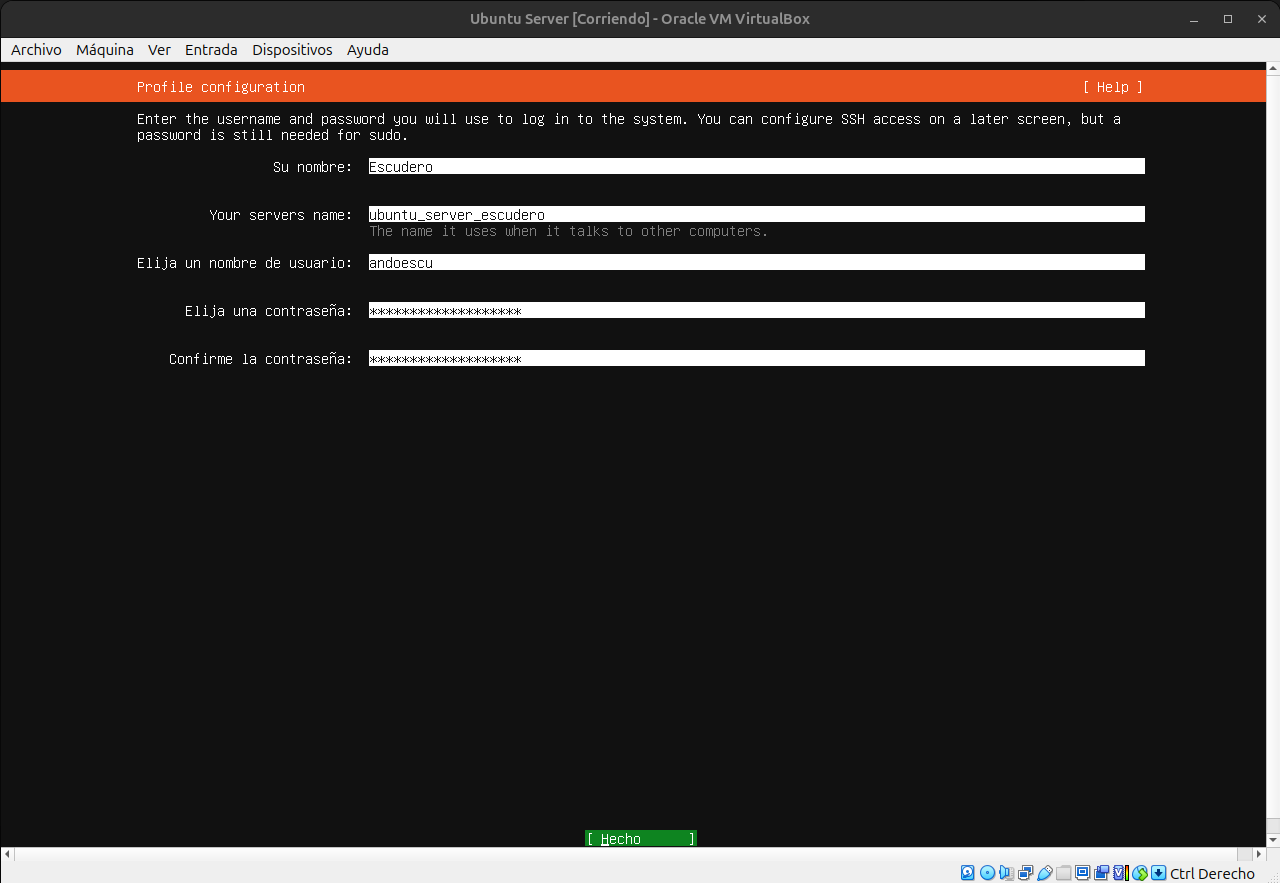 Ubuntu Server [Corriendo] - Oracle VM VirtualBox
Archivo Máquina Ver Entrada Dispositivos Ayuda
Profile configuration [ Help ]
Enter the username and password you will use to log in to the system. You can configure SSH access on a later screen, but a
password is still needed for sudo.
Su nombre: Escudero
Your servers name: ubuntu_server_escudero
The name it uses when it talks to other computers.
Elija un nombre de usuario: andoescu
Elija una contraseña: *******************
Confirme la contraseña: *******************
[ Hecho ]
Ctrl Derecho